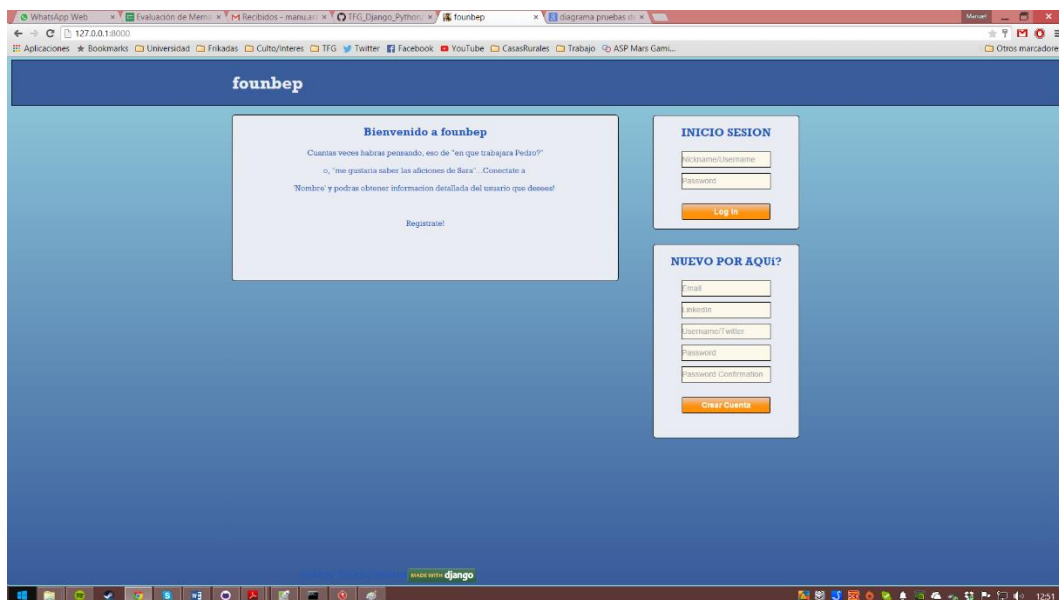 WhatsApp Web
Evaluación de Mem
Recibidos - manu.ar
TFG_Django_Python
founbep
diagrama pruebas d
Manuel
127.0.0.1:8000
Aplicaciones Bookmarks Universidad Frikadas Culto/Interes TFG Twitter Facebook YouTube CasasRurales Trabajo ASP Mars Gami... Otros marcadore
founbep
Bienvenido a founbep
Cuantas veces habras pensando, eso de "en que trabajara Pedro?"
o, "me gustaria saber las aficiones de Sara"...Conectate a
'Nombre' y podras obtener informacion detallada del usuario que desees!
Registrate!
INICIO SESION
Nickname/Username
Password
Log In
NUEVO POR AQUi?
Email
LinkedIn
Username/Twitter
Password
Password Confirmation
Crear Cuenta
MADE WITH django
12:51